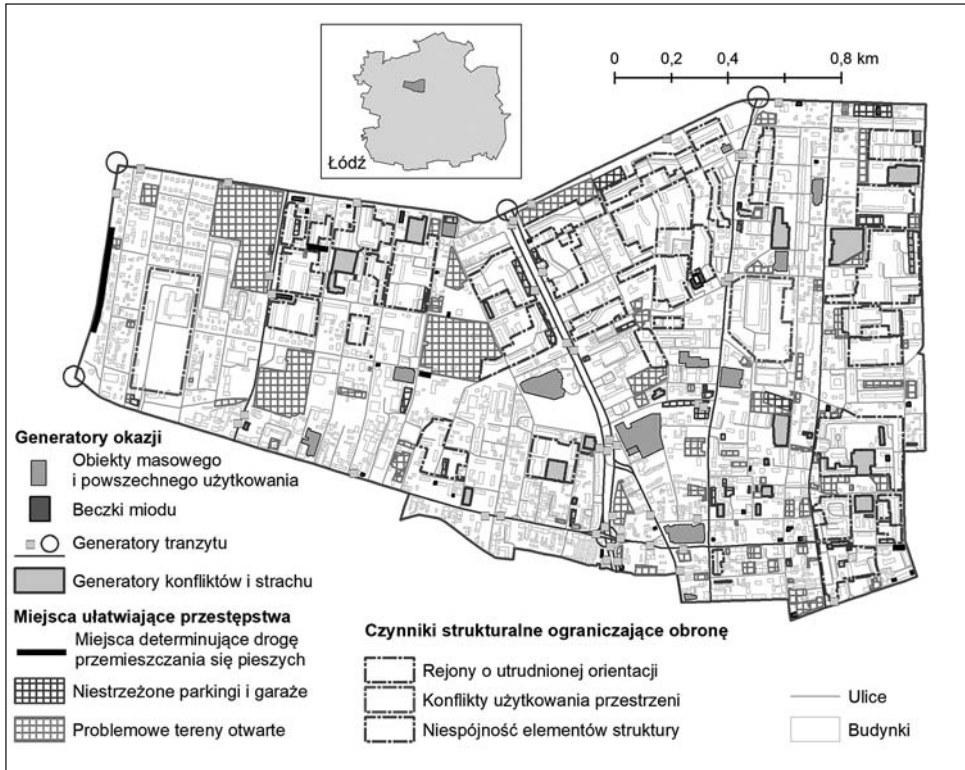 Łódź
0 0,2 0,4 0,8 km
Generatory okazji
Obiekty masowego
i powszechnego użytkowania
Beczki miodu
Generatory tranzytu
Generatory konfliktów i strachu
Miejsca ułatwiające przestępstwa
Miejsca determinujące drogę
przemieszczania się pieszych
Niestrzeżone parkingi i garaże
Problemowe tereny otwarte
Czynniki strukturalne ograniczające obronę
Rejony o utrudnionej orientacji
Konflikty użytkowania przestrzeni
Niespójność elementów struktury
Ulice
Budynki